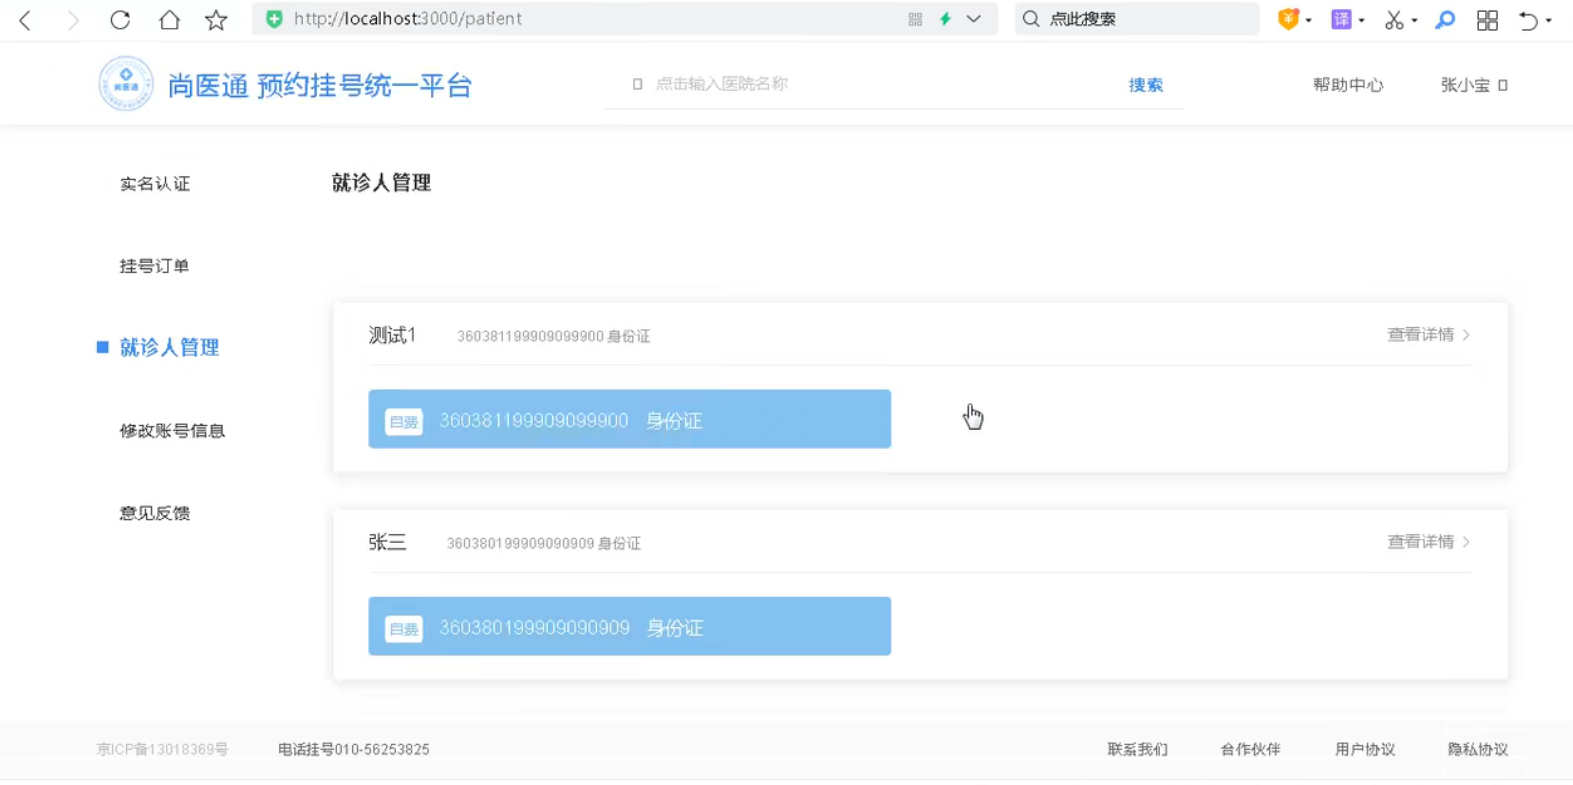 http://localhost:3000/patient
点此搜索
译
尚医通
尚医通 预约挂号统一平台
点击输入医院名称
搜索
帮助中心
张小宝
实名认证
挂号订单
就诊人管理
修改账号信息
意见反馈
就诊人管理
测试1 360381199909099900 身份证
查看详情
自费 360381199909099900 身份证
张三 360380199909090909 身份证
查看详情
自费 360380199909090909 身份证
京ICP备13018369号
电话挂号010-56253825
联系我们
合作伙伴
用户协议
隐私协议